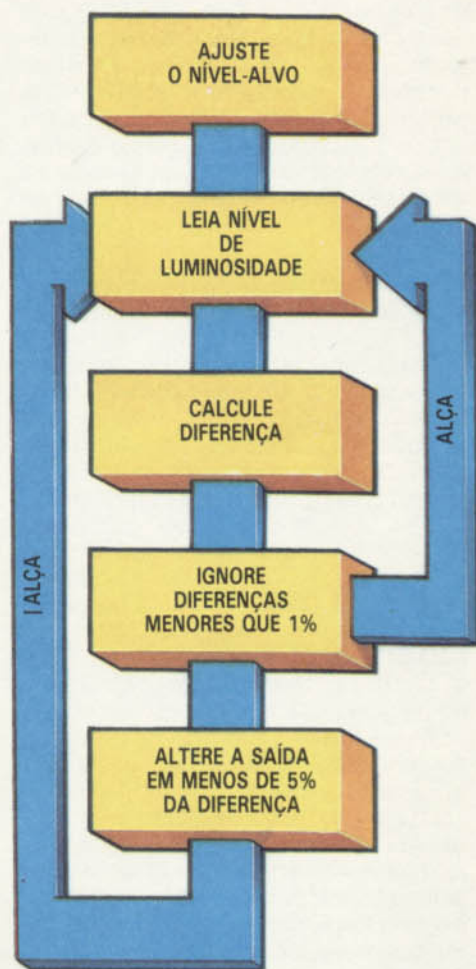 AJUSTE
O NÍVEL-ALVO
LEIA NÍVEL
DE
LUMINOSIDADE
CALCULE
DIFERENÇA
ALÇA
IGNORE
DIFERENÇAS
MENORES QUE 1%
ALÇA
ALTERE A SAÍDA
EM MENOS DE 5%
DA DIFERENÇA